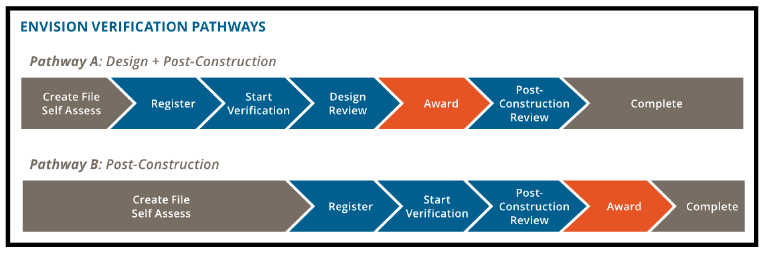 ENVISION VERIFICATION PATHWAYS
Pathway A: Design + Post-Construction
Create File
Self Assess
Register
Start
Verification
Design
Review
Award
Post-
Construction
Review
Complete
Pathway B: Post-Construction
Create File
Self Assess
Register
Start
Verification
Post-
Construction
Review
Award
Complete